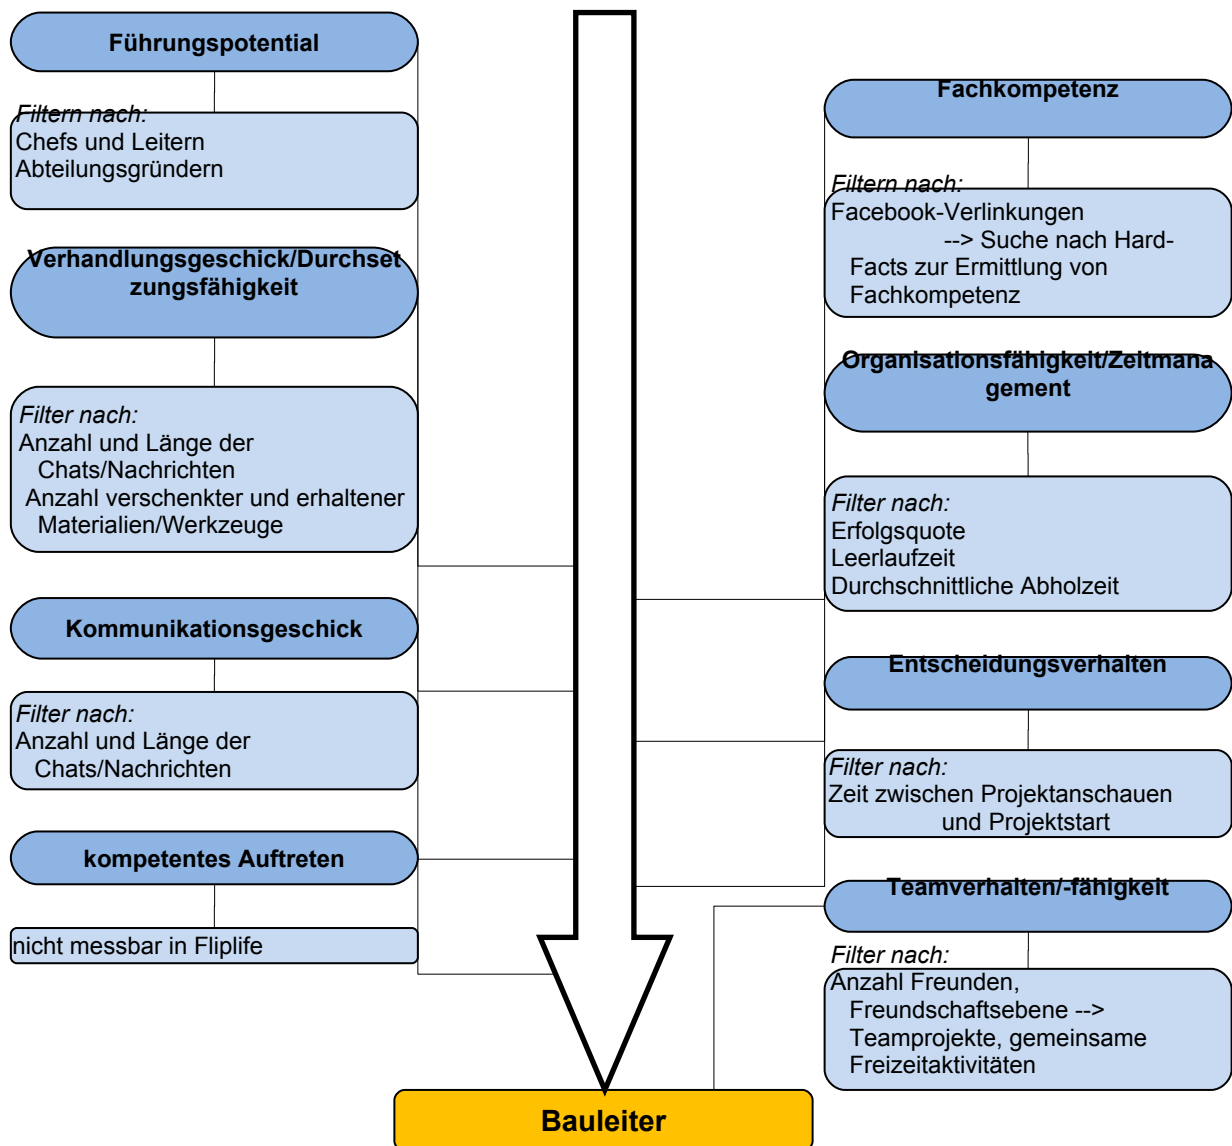 Führungspotential
Filtern nach:
Chefs und Leitern
Abteilungsgründern
Verhandlungsgeschick/Durchset
zungsfähigkeit
Filter nach:
Anzahl und Länge der
Chats/Nachrichten
Anzahl verschenkter und erhaltener
Materialien/Werkzeuge
Kommunikationsgeschick
Filter nach:
Anzahl und Länge der
Chats/Nachrichten
kompetentes Auftreten
nicht messbar in Fliplife
Fachkompetenz
Filtern nach:
Facebook-Verlinkungen
--> Suche nach Hard-
Facts zur Ermittlung von
Fachkompetenz
Organisationsfähigkeit/Zeitmana
gement
Filter nach:
Erfolgsquote
Leerlaufzeit
Durchschnittliche Abholzeit
Entscheidungsverhalten
Filter nach:
Zeit zwischen Projektanschauen
und Projektstart
Teamverhalten/-fähigkeit
Filter nach:
Anzahl Freunden,
Freundschaftsebene -->
Teamprojekte, gemeinsame
Freizeitaktivitäten
Bauleiter